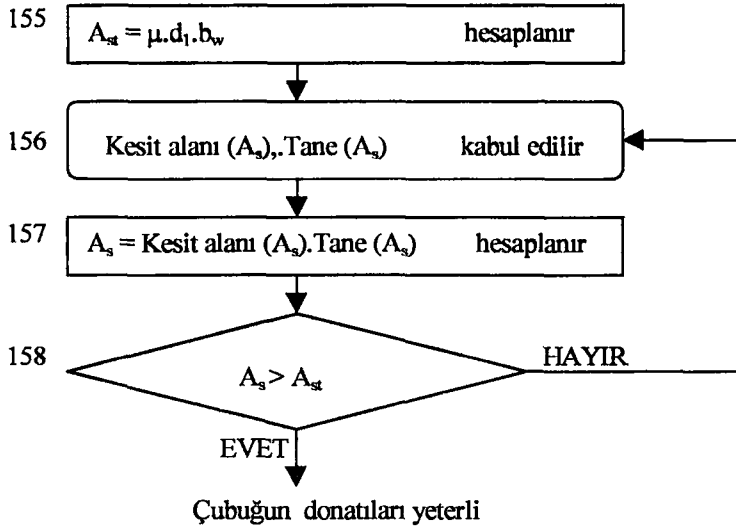 155
A_st = μ.d₁.b_w hesaplanır
156
Kesit alanı (A_s),.Tane (A_s) kabul edilir
157
A_s = Kesit alanı (A_s).Tane (A_s) hesaplanır
158
A_s > A_st
HAYIR
EVET
Çubuğun donatıları yeterli